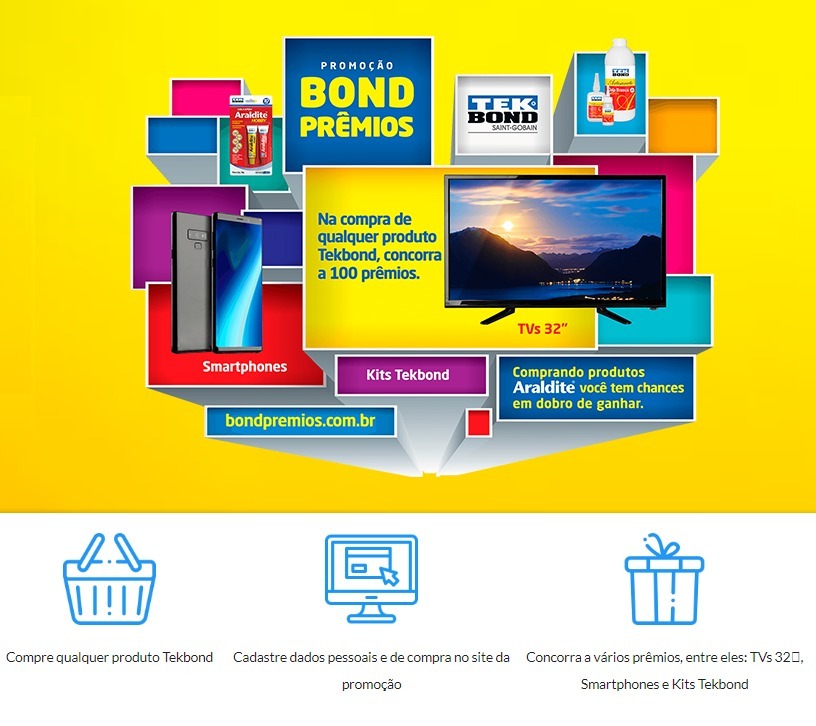 PROMOÇÃO
BOND
PRÊMIOS
TEK
BOND
SAINT-GOBAIN
TEK
BOND
Araldite
HOBBY
Na compra de
qualquer produto
Tekbond, concorra
a 100 prêmios.
TVs 32"
Smartphones
Kits Tekbond
Comprando produtos
Araldite você tem chances
em dobro de ganhar.
bondpremios.com.br
Compre qualquer produto Tekbond
Cadastre dados pessoais e de compra no site da
promoção
Concorra a vários prêmios, entre eles: TVs 32▯,
Smartphones e Kits Tekbond